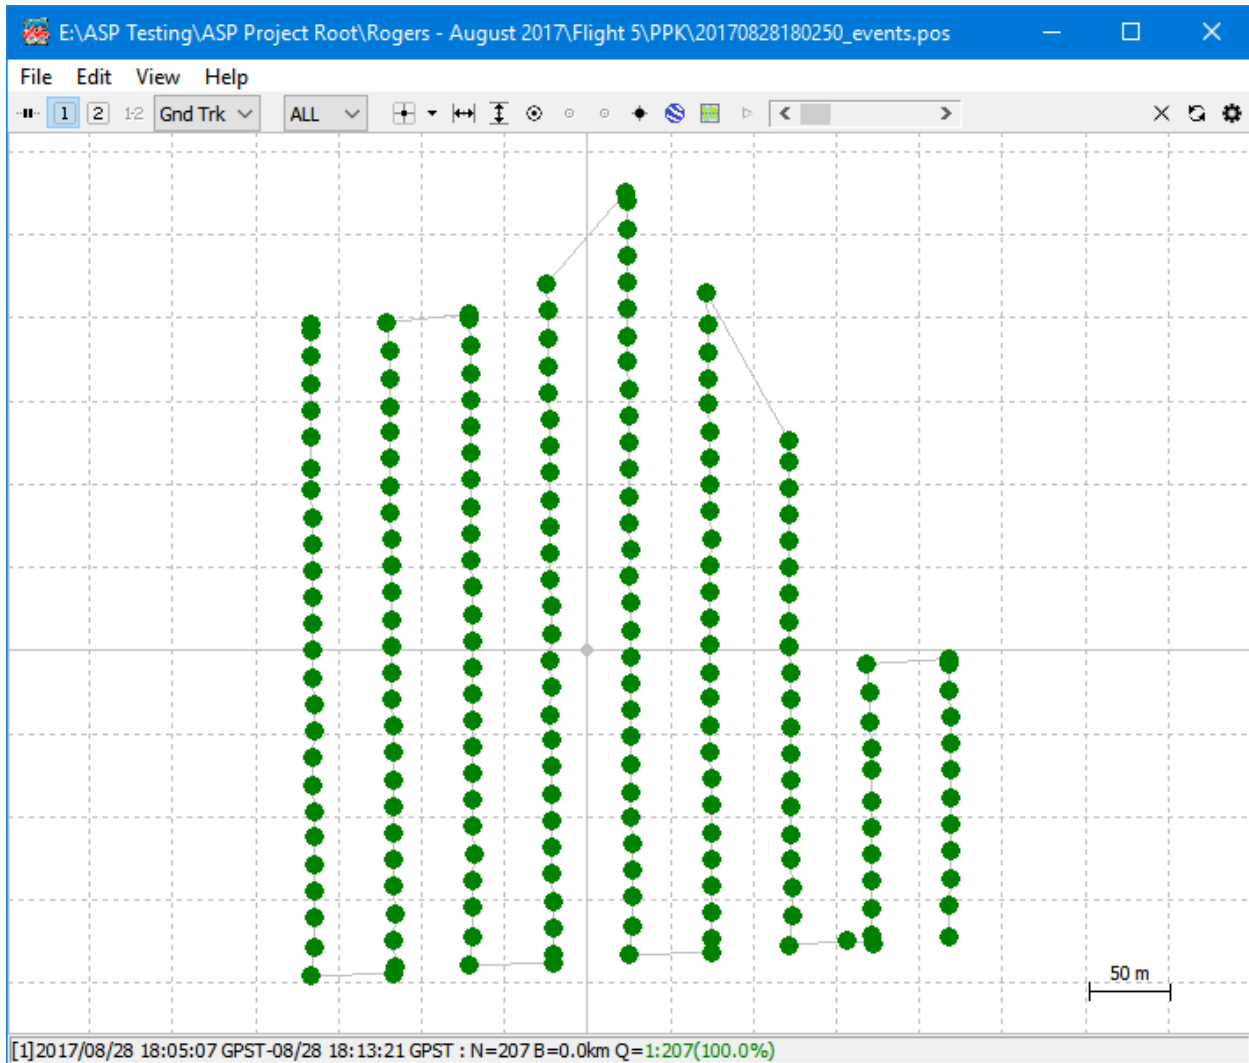 E:\ASP Testing\ASP Project Root\Rogers - August 2017\Flight 5\PPK\20170828180250_events.pos
File Edit View Help
1 2 1-2 Gnd Trk ALL
50 m
[1]2017/08/28 18:05:07 GPST-08/28 18:13:21 GPST : N=207 B=0.0km Q=1:207(100.0%)